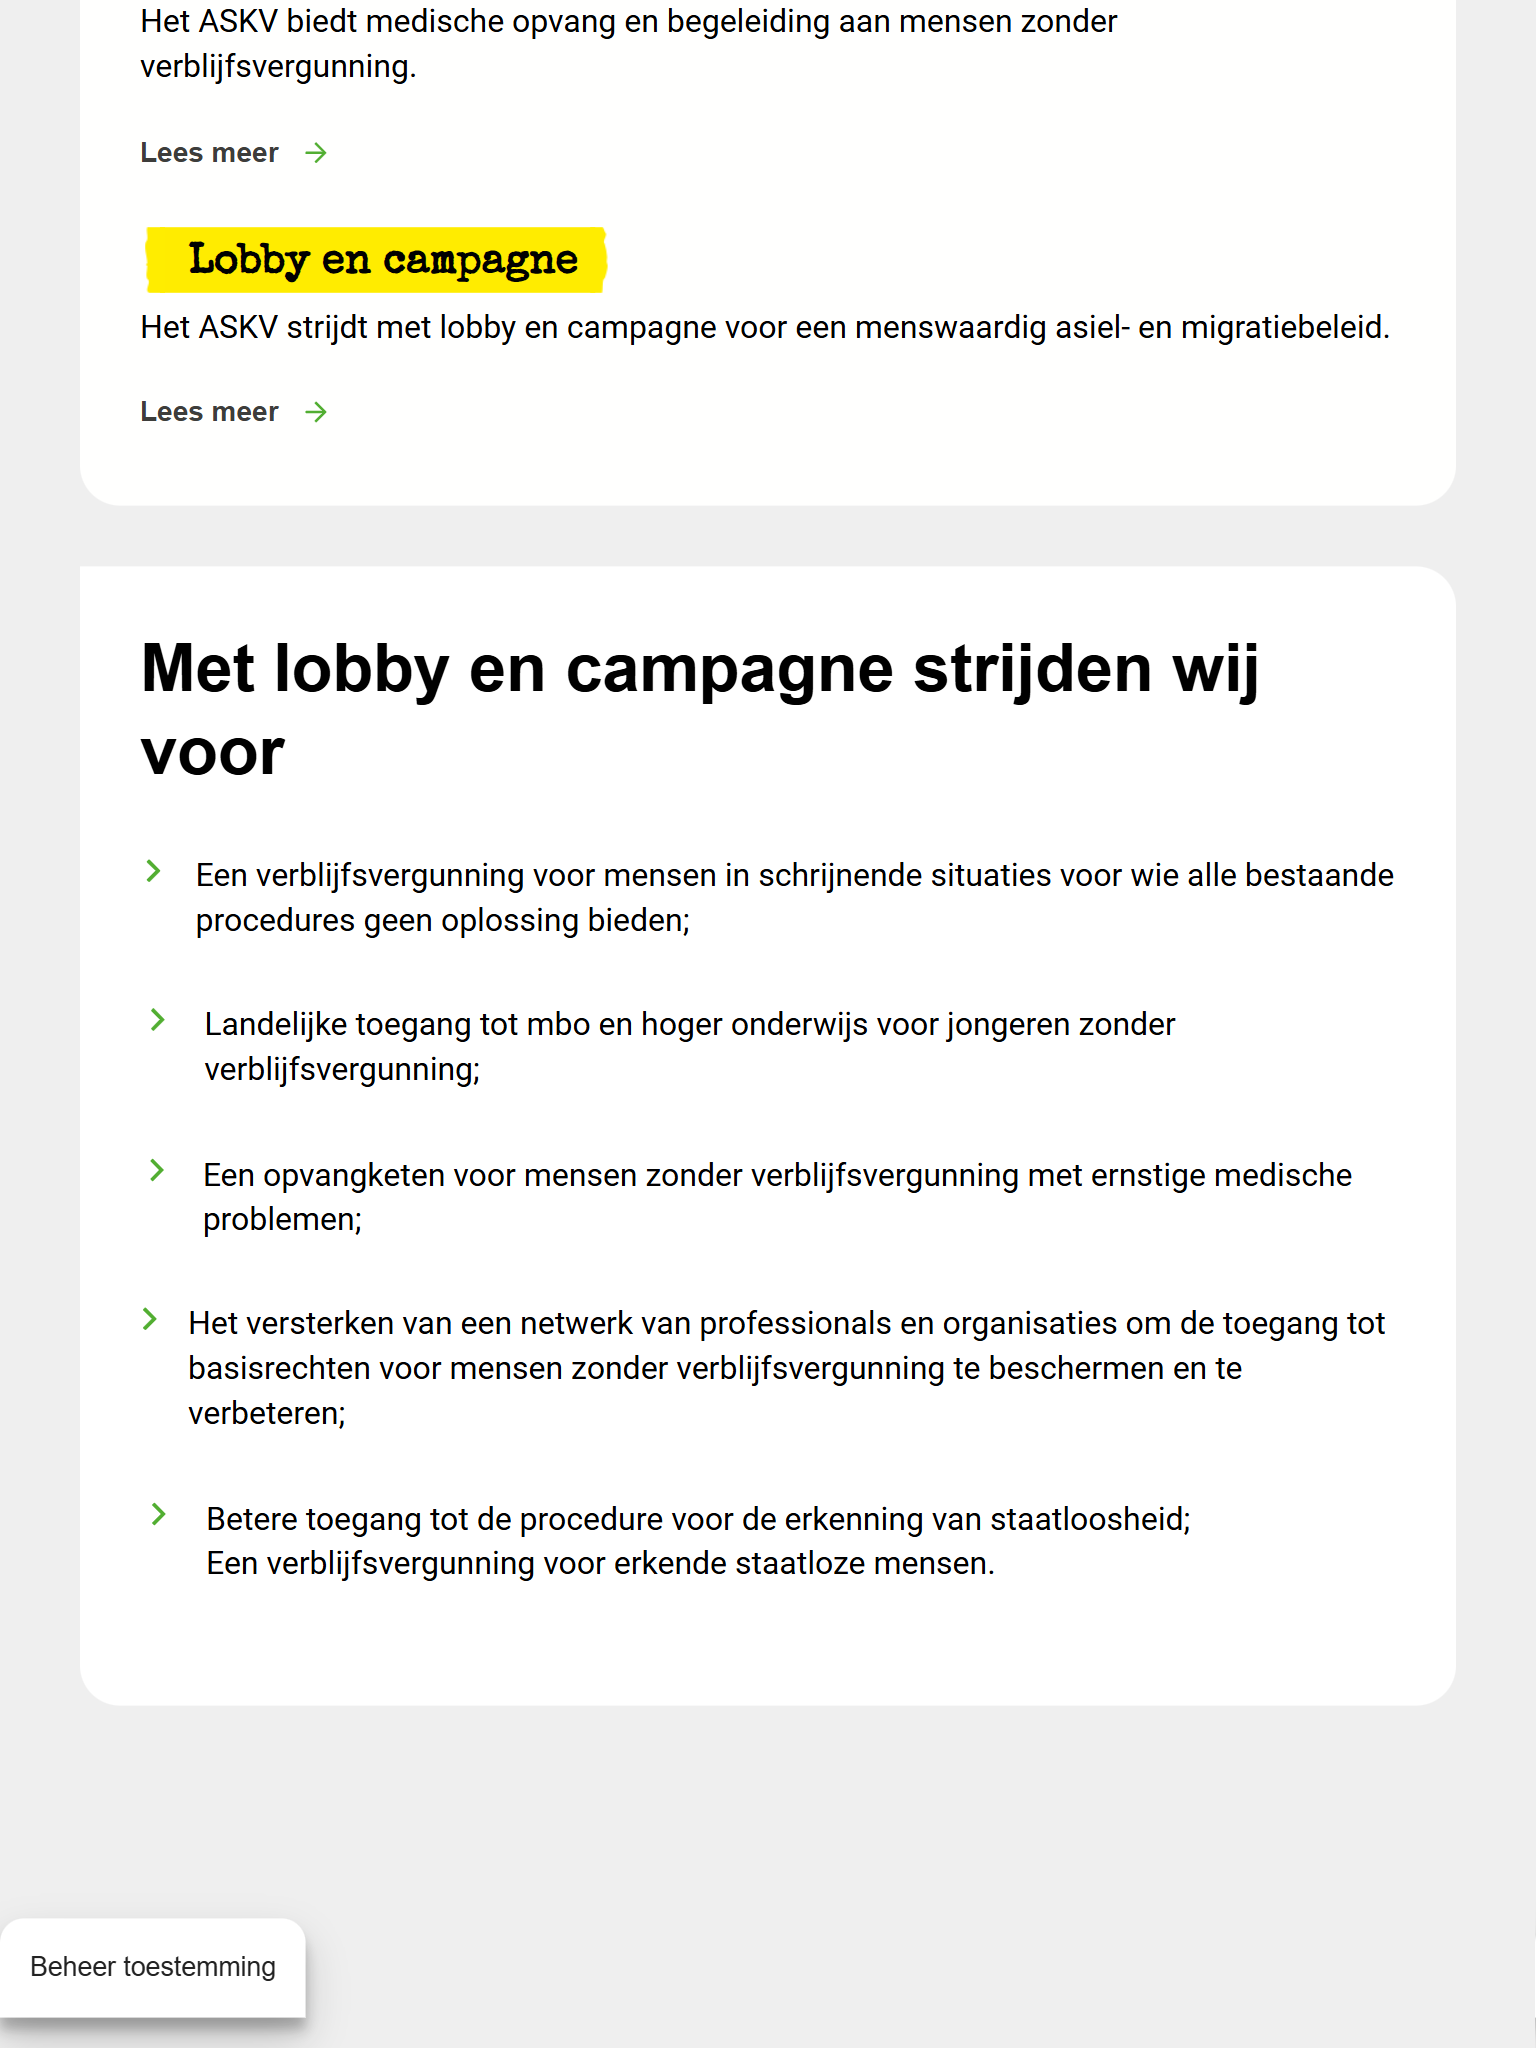 Het ASKV biedt medische opvang en begeleiding aan mensen zonder
verblijfsvergunning.
Lees meer
Lobby en campagne
Het ASKV strijdt met lobby en campagne voor een menswaardig asiel- en migratiebeleid.
Lees meer
Met lobby en campagne strijden wij
voor
Een verblijfsvergunning voor mensen in schrijnende situaties voor wie alle bestaande
procedures geen oplossing bieden;
Landelijke toegang tot mbo en hoger onderwijs voor jongeren zonder
verblijfsvergunning;
Een opvangketen voor mensen zonder verblijfsvergunning met ernstige medische
problemen;
Het versterken van een netwerk van professionals en organisaties om de toegang tot
basisrechten voor mensen zonder verblijfsvergunning te beschermen en te
verbeteren;
Betere toegang tot de procedure voor de erkenning van staatloosheid;
Een verblijfsvergunning voor erkende staatloze mensen.
Beheer toestemming